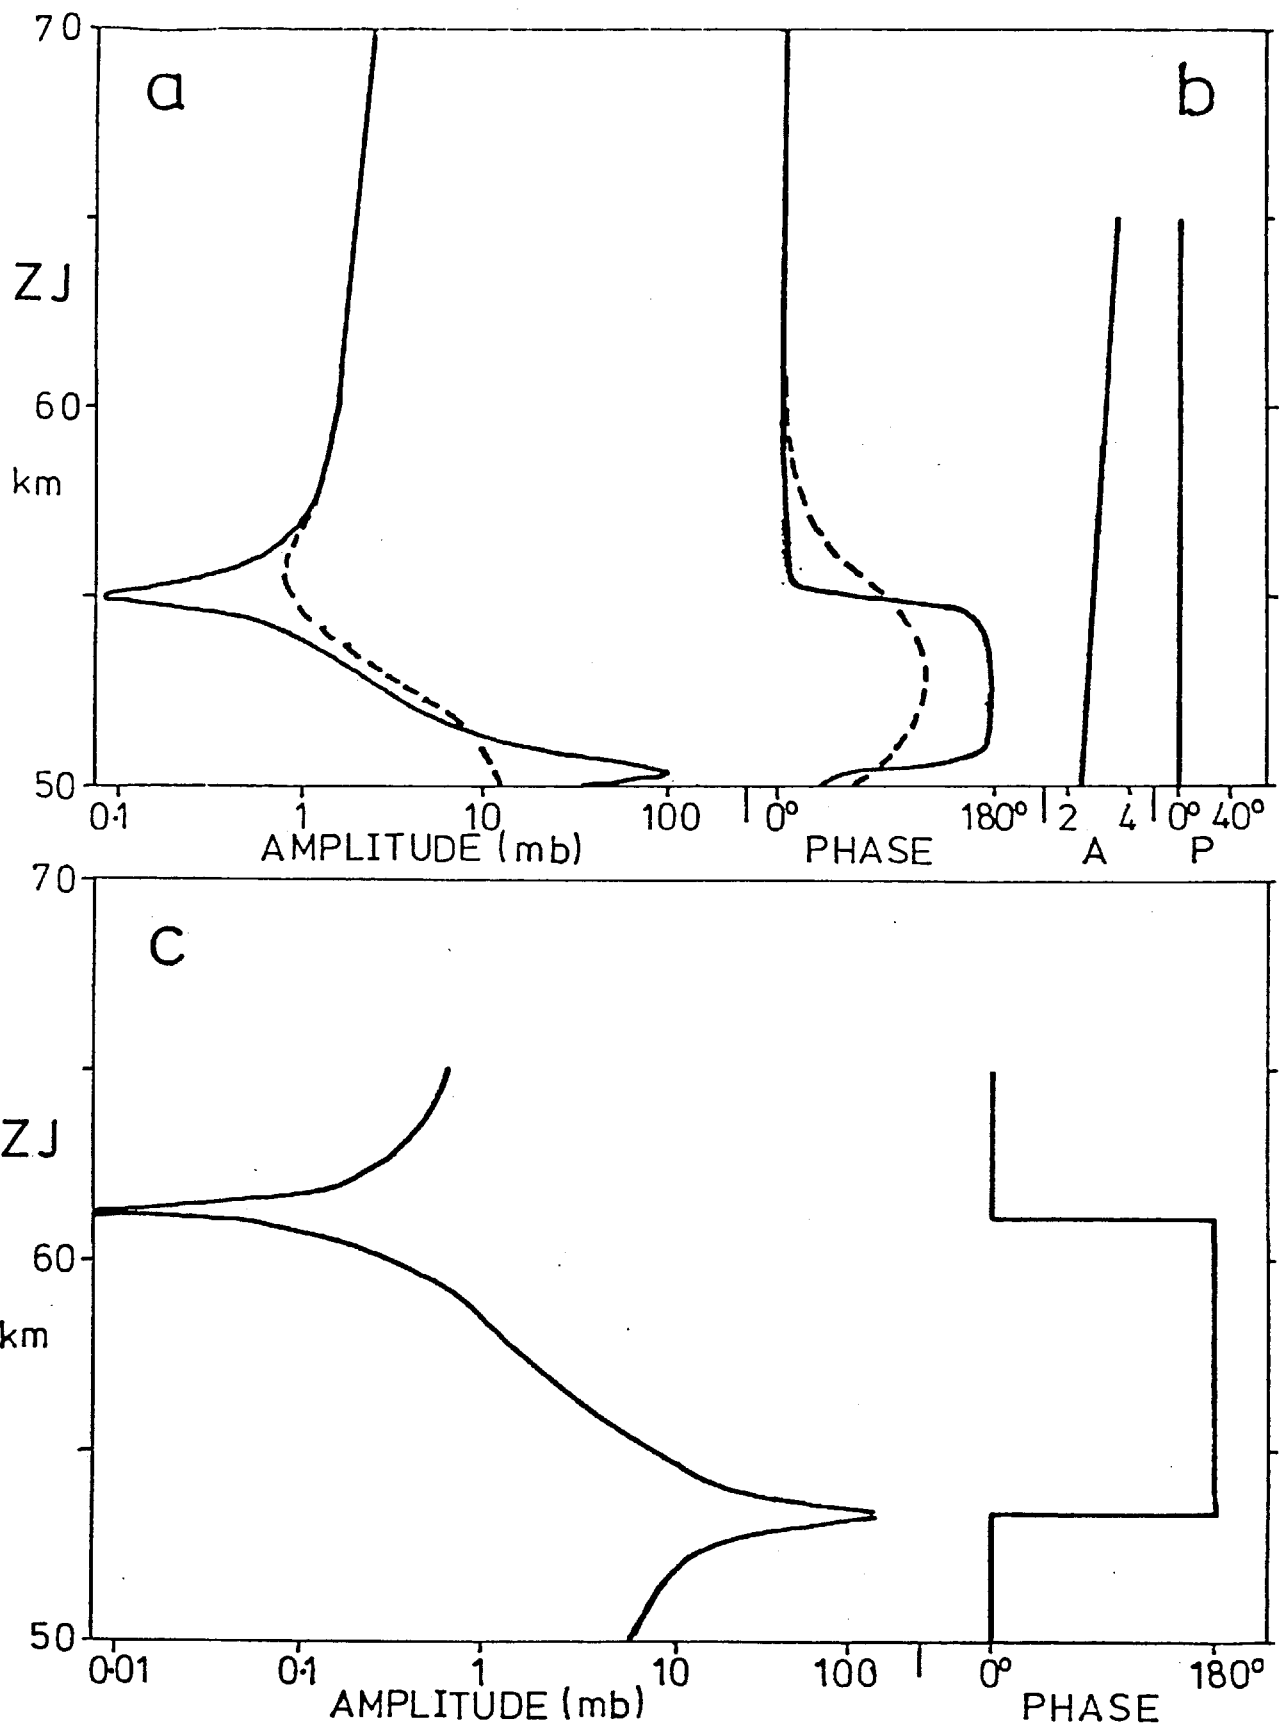 70
a
b
ZJ
60
km
50
0·1 1 10 100 0° 180° 2 4 0° 40°
AMPLITUDE (mb) PHASE A P
70
c
ZJ
60
km
50
0·01 0·1 1 10 100 0° 180°
AMPLITUDE (mb) PHASE